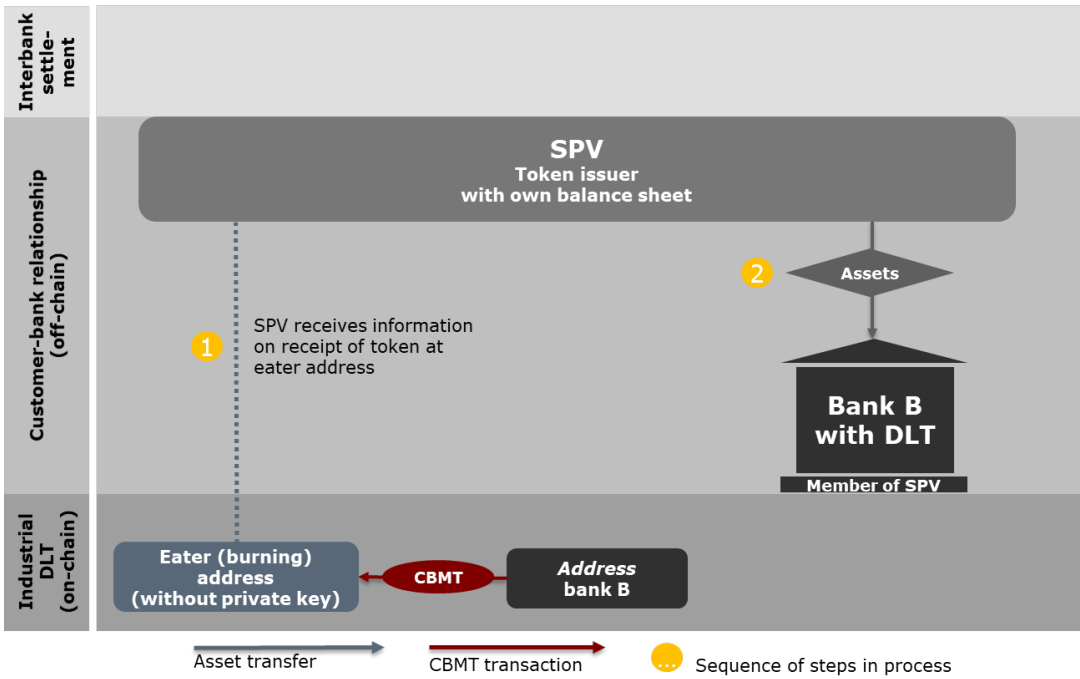 Interbank
settle-
ment
SPV
Token issuer
with own balance sheet
Customer-bank relationship
(off-chain)
2
Assets
1
SPV receives information
on receipt of token at
eater address
Bank B
with DLT
Member of SPV
Industrial
DLT
(on-chain)
Eater (burning)
address
(without private key)
CBMT
Address
bank B
Asset transfer
CBMT transaction
...
Sequence of steps in process